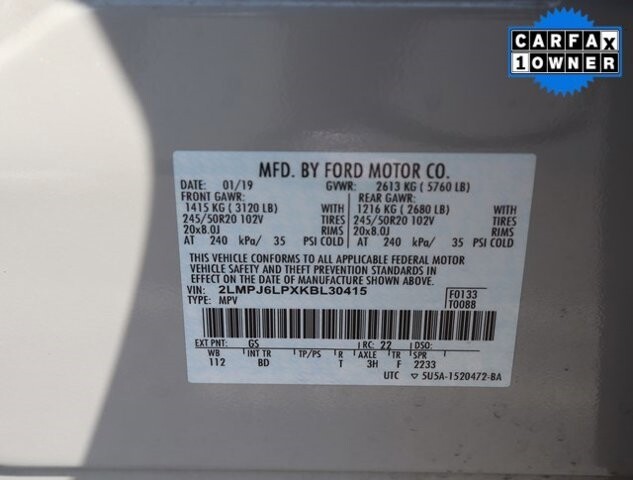 CARFAX
1 OWNER
MFD. BY FORD MOTOR CO.
DATE: 01/19 GVWR: 2613 KG ( 5760 LB)
FRONT GAWR: REAR GAWR:
1415 KG ( 3120 LB) WITH 1216 KG ( 2680 LB) WITH
245/50R20 102V TIRES 245/50R20 102V TIRES
20x8.0J RIMS 20x8.0J RIMS
AT 240 kPa/ 35 PSI COLD AT 240 kPa/ 35 PSI COLD
THIS VEHICLE CONFORMS TO ALL APPLICABLE FEDERAL MOTOR
VEHICLE SAFETY AND THEFT PREVENTION STANDARDS IN
EFFECT ON THE DATE OF MANUFACTURE SHOWN ABOVE.
VIN: 2LMPJ6LPXKBL30415 F0133
TYPE: MPV T0088
EXT PNT: GS RC: 22 DSO:
WB INT TR TP/PS R AXLE TR SPR
112 BD T 3H F 2233
UTC 5U5A-1520472-BA